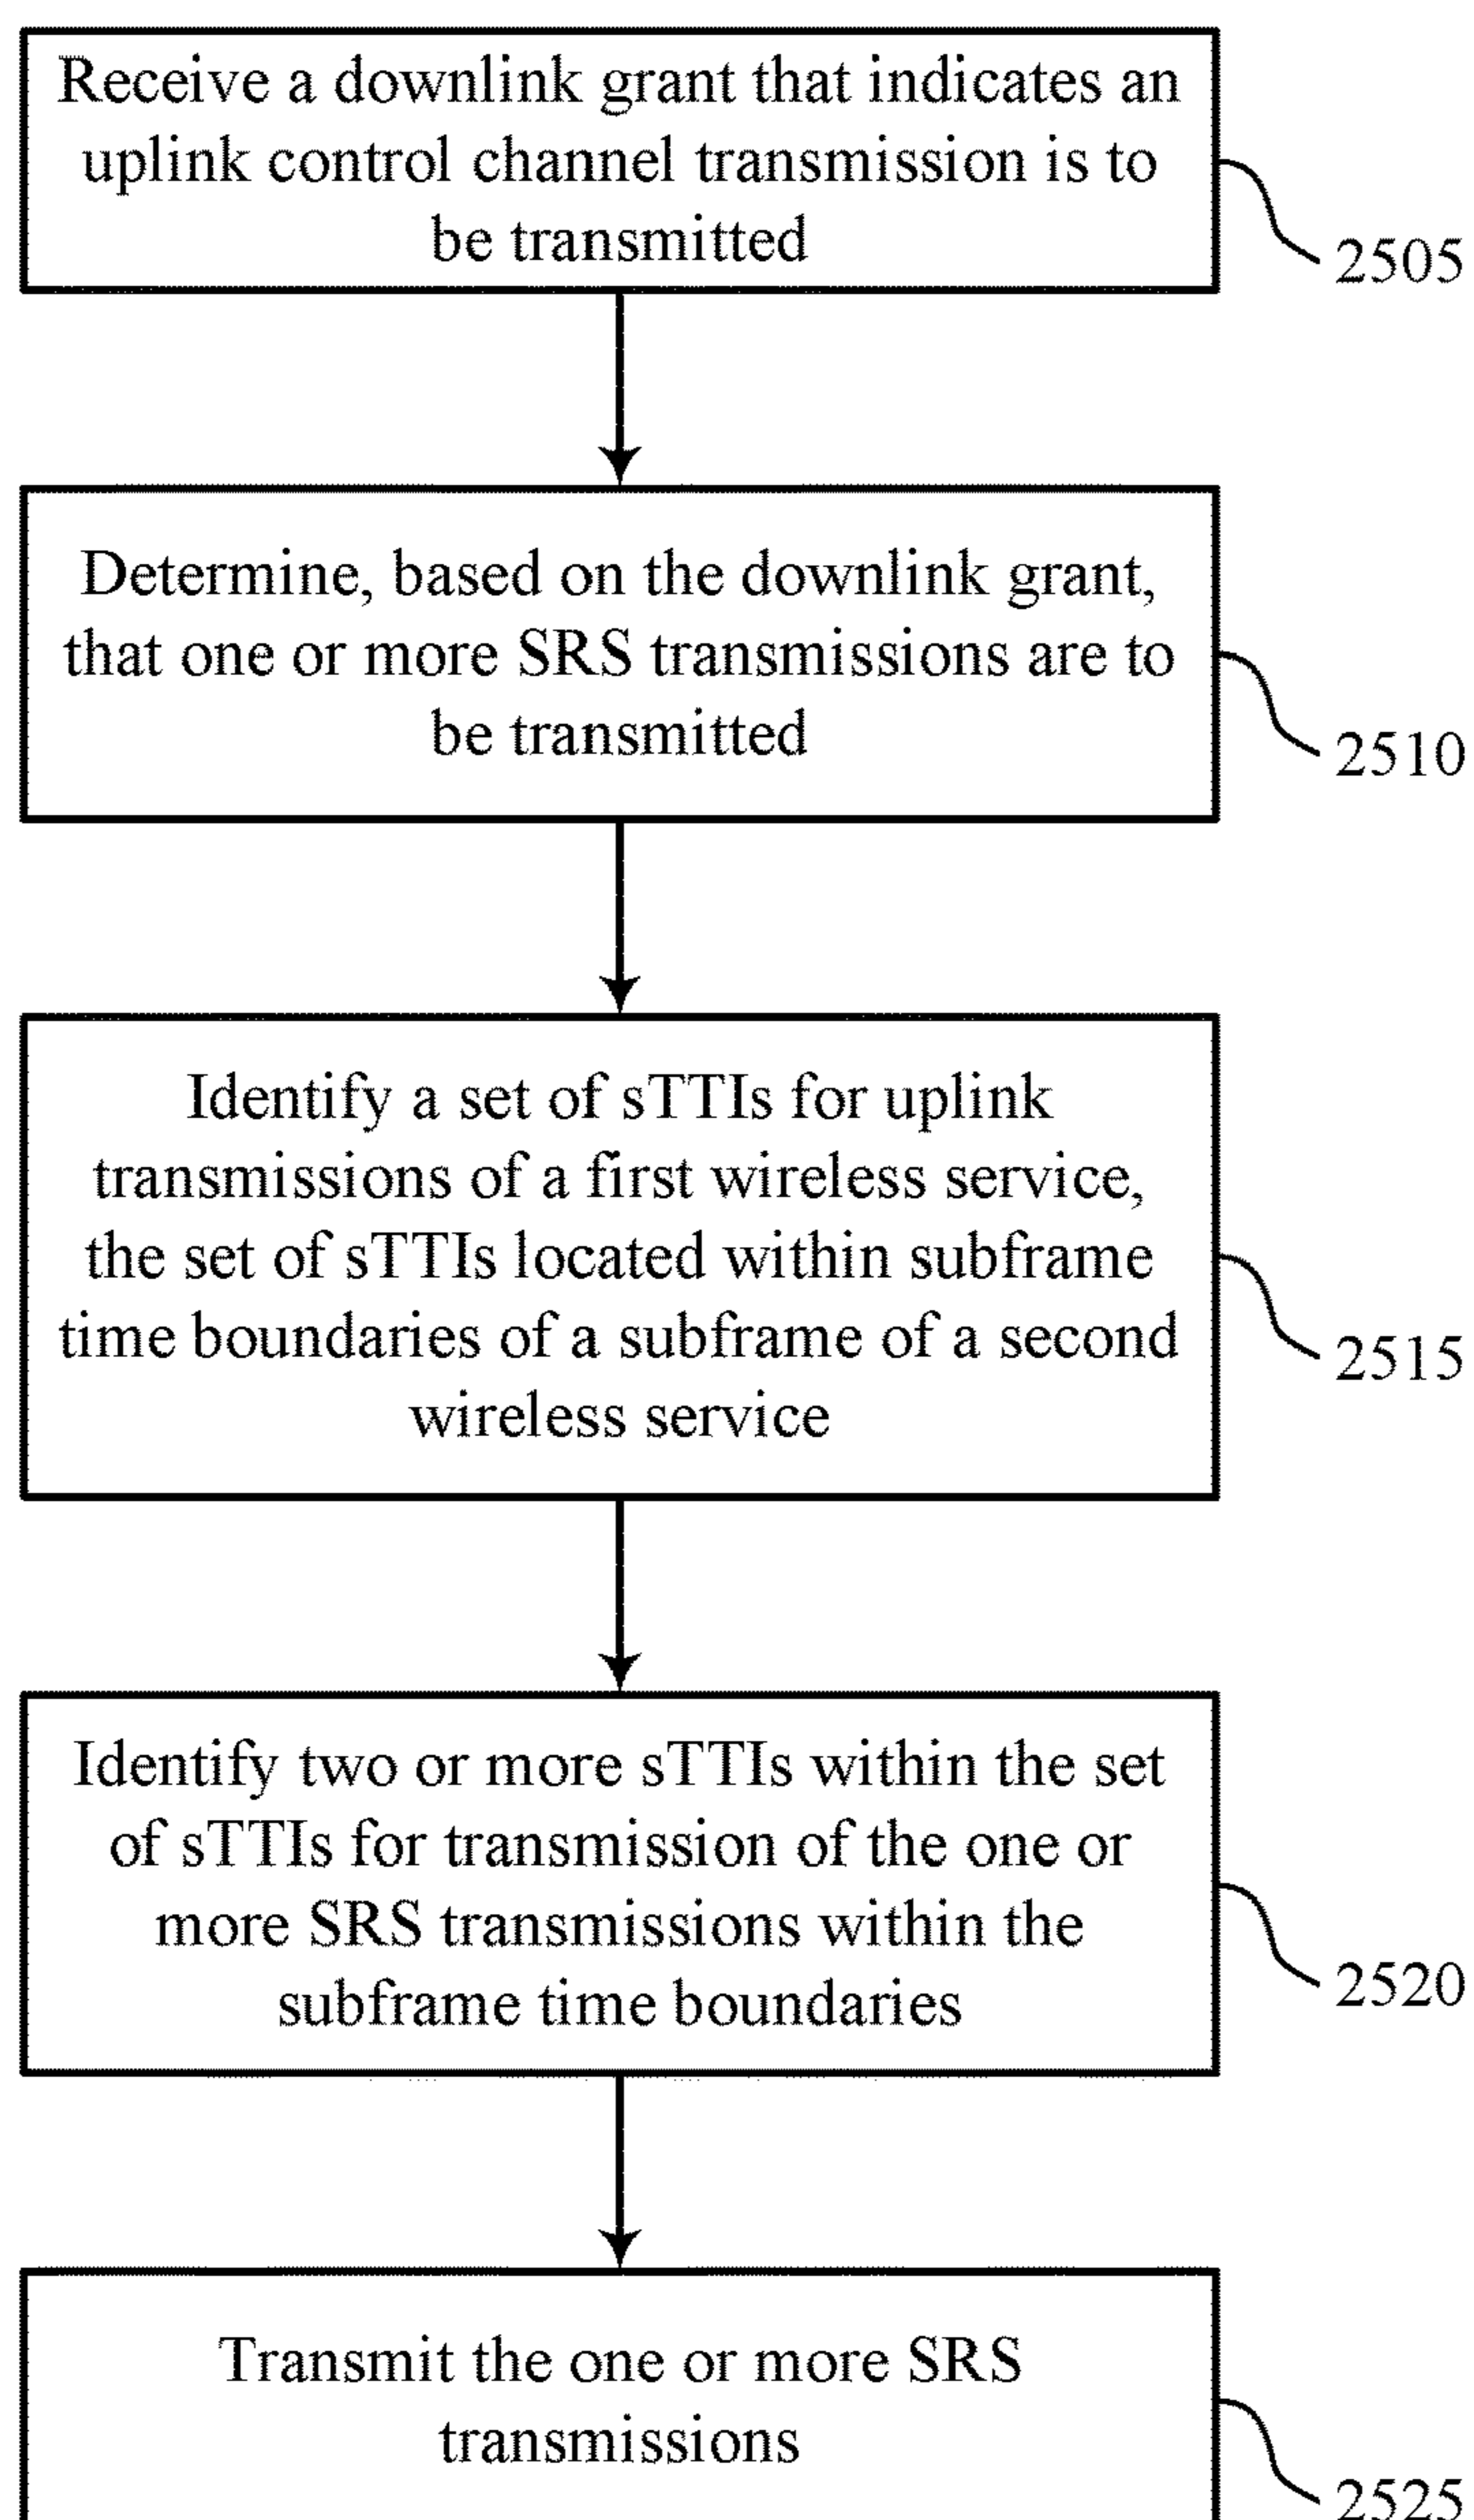 Receive a downlink grant that indicates an
uplink control channel transmission is to
be transmitted
2505
Determine, based on the downlink grant,
that one or more SRS transmissions are to
be transmitted
2510
Identify a set of sTTIs for uplink
transmissions of a first wireless service,
the set of sTTIs located within subframe
time boundaries of a subframe of a second
wireless service
2515
Identify two or more sTTIs within the set
of sTTIs for transmission of the one or
more SRS transmissions within the
subframe time boundaries
2520
Transmit the one or more SRS
transmissions
2525